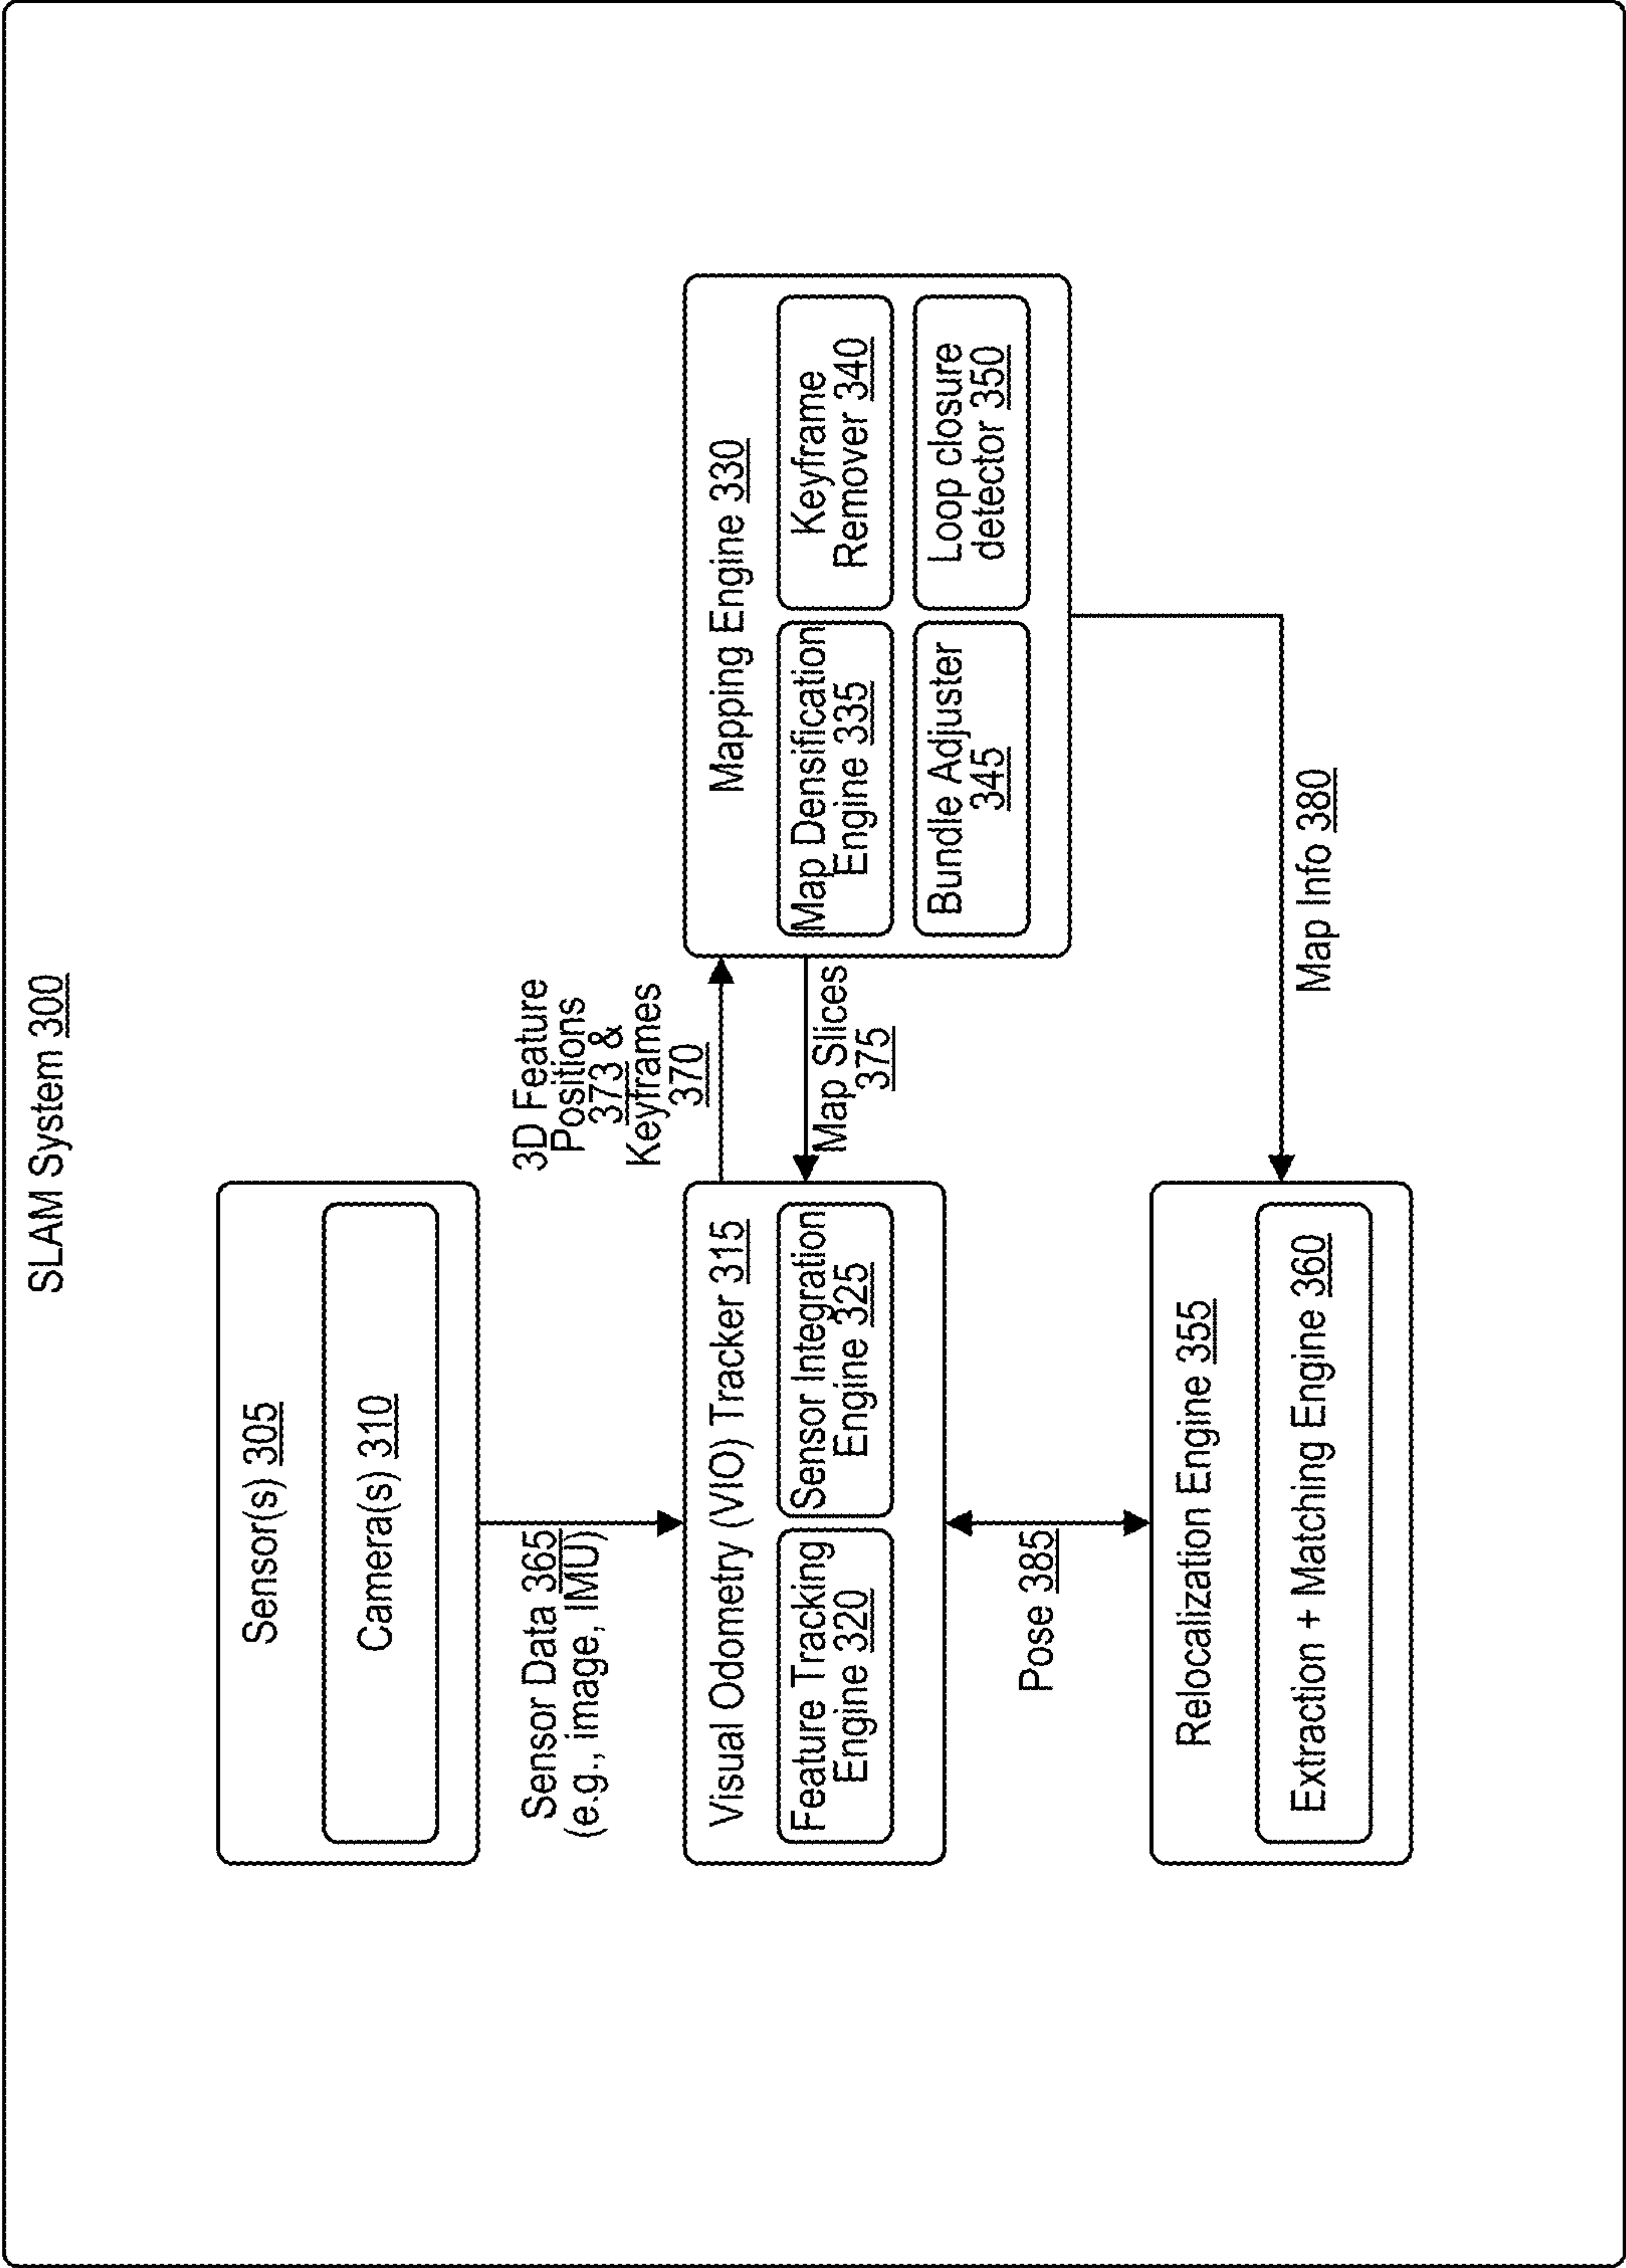 SLAM System 300
Sensor(s) 305
Camera(s) 310
Sensor Data 365
(e.g., image, IMU)
Visual Odometry (VIO) Tracker 315
Feature Tracking
Engine 320
Sensor Integration
Engine 325
3D Feature
Positions
373 &
Keyframes
370
Map Slices
375
Mapping Engine 330
Map Densification
Engine 335
Keyframe
Remover 340
Bundle Adjuster
345
Loop closure
detector 350
Pose 385
Map Info 380
Relocalization Engine 355
Extraction + Matching Engine 360